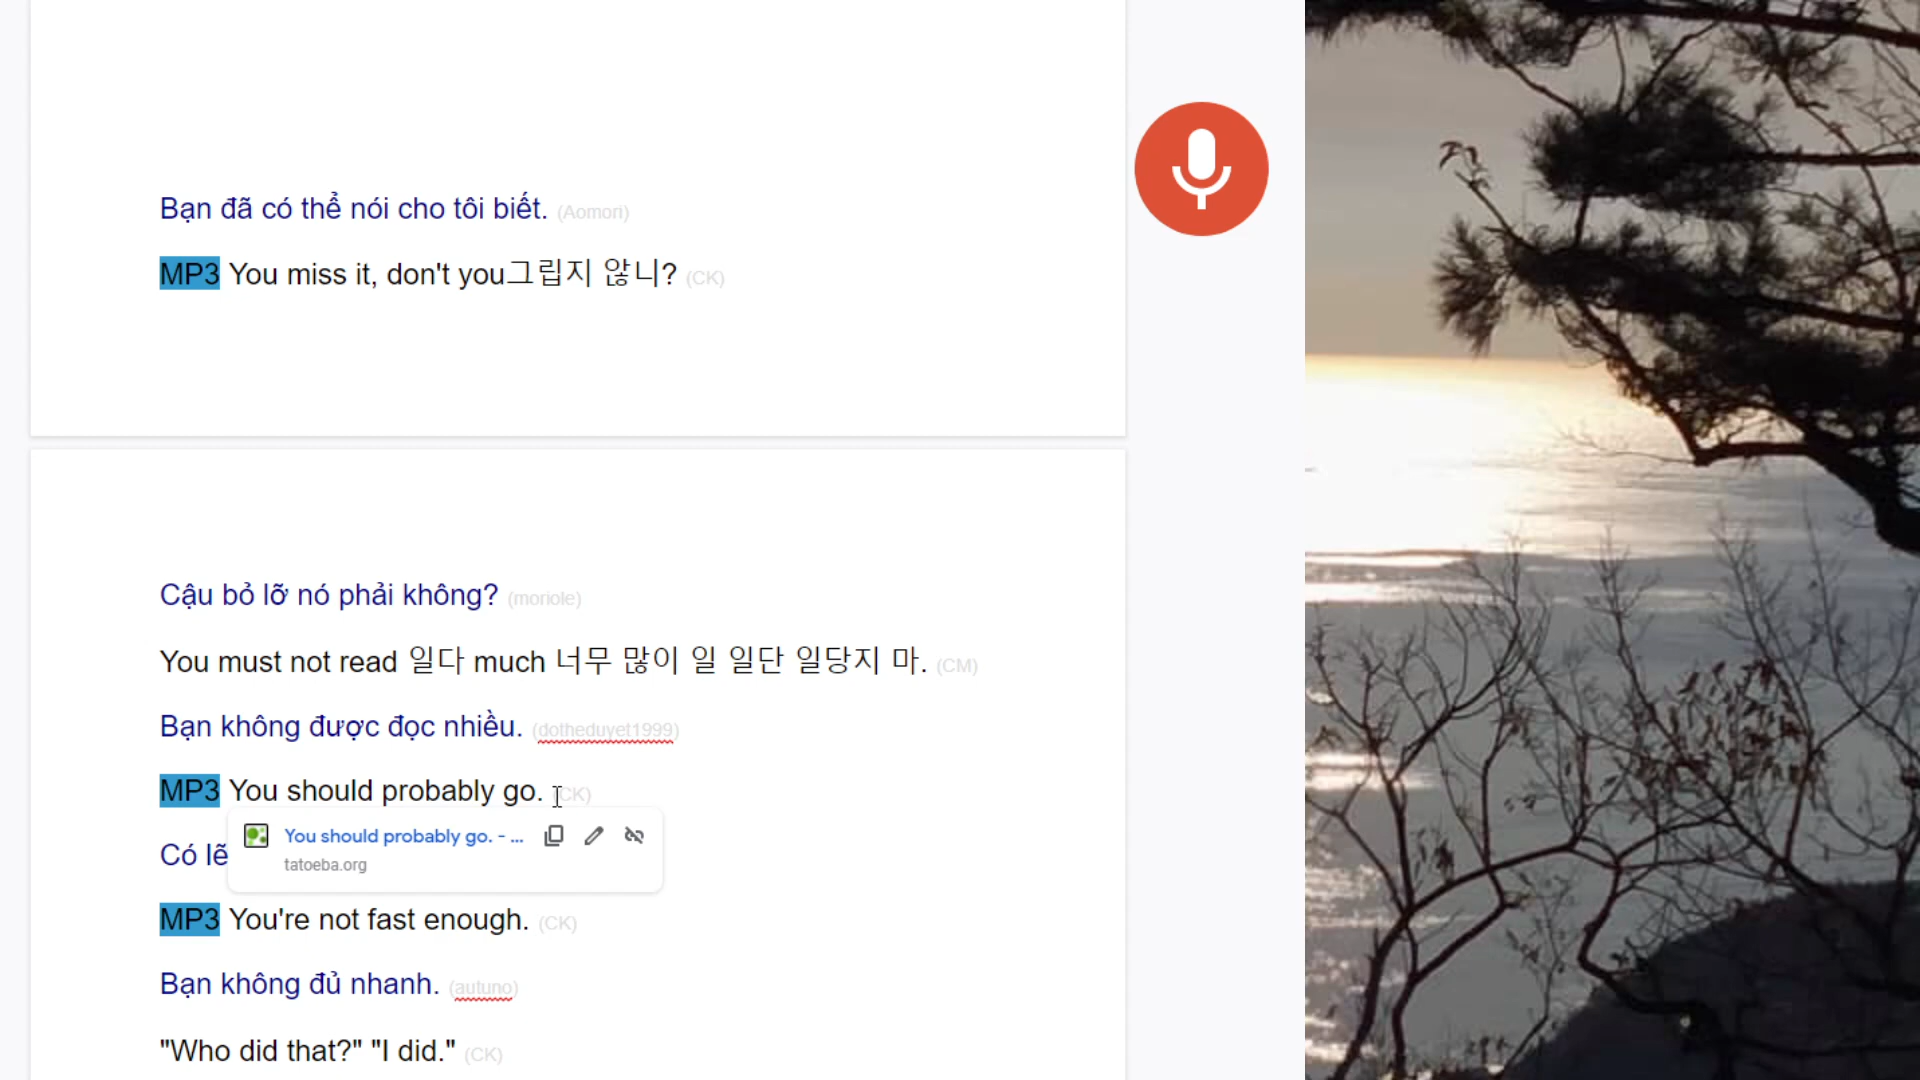 Bạn đã có thể nói cho tôi biết. (Aomori)
MP3 You miss it, don't you그립지 않니? (CK)
Cậu bỏ lỡ nó phải không? (moriole)
You must not read 일다 much 너무 많이 일 일단 일당지 마. (CM)
Bạn không được đọc nhiều. (dotheduyet1999)
MP3 You should probably go. (CK)
You should probably go. - ...
tatoeba.org
Có lẽ
MP3 You're not fast enough. (CK)
Bạn không đủ nhanh. (autuno)
"Who did that?" "I did." (CK)